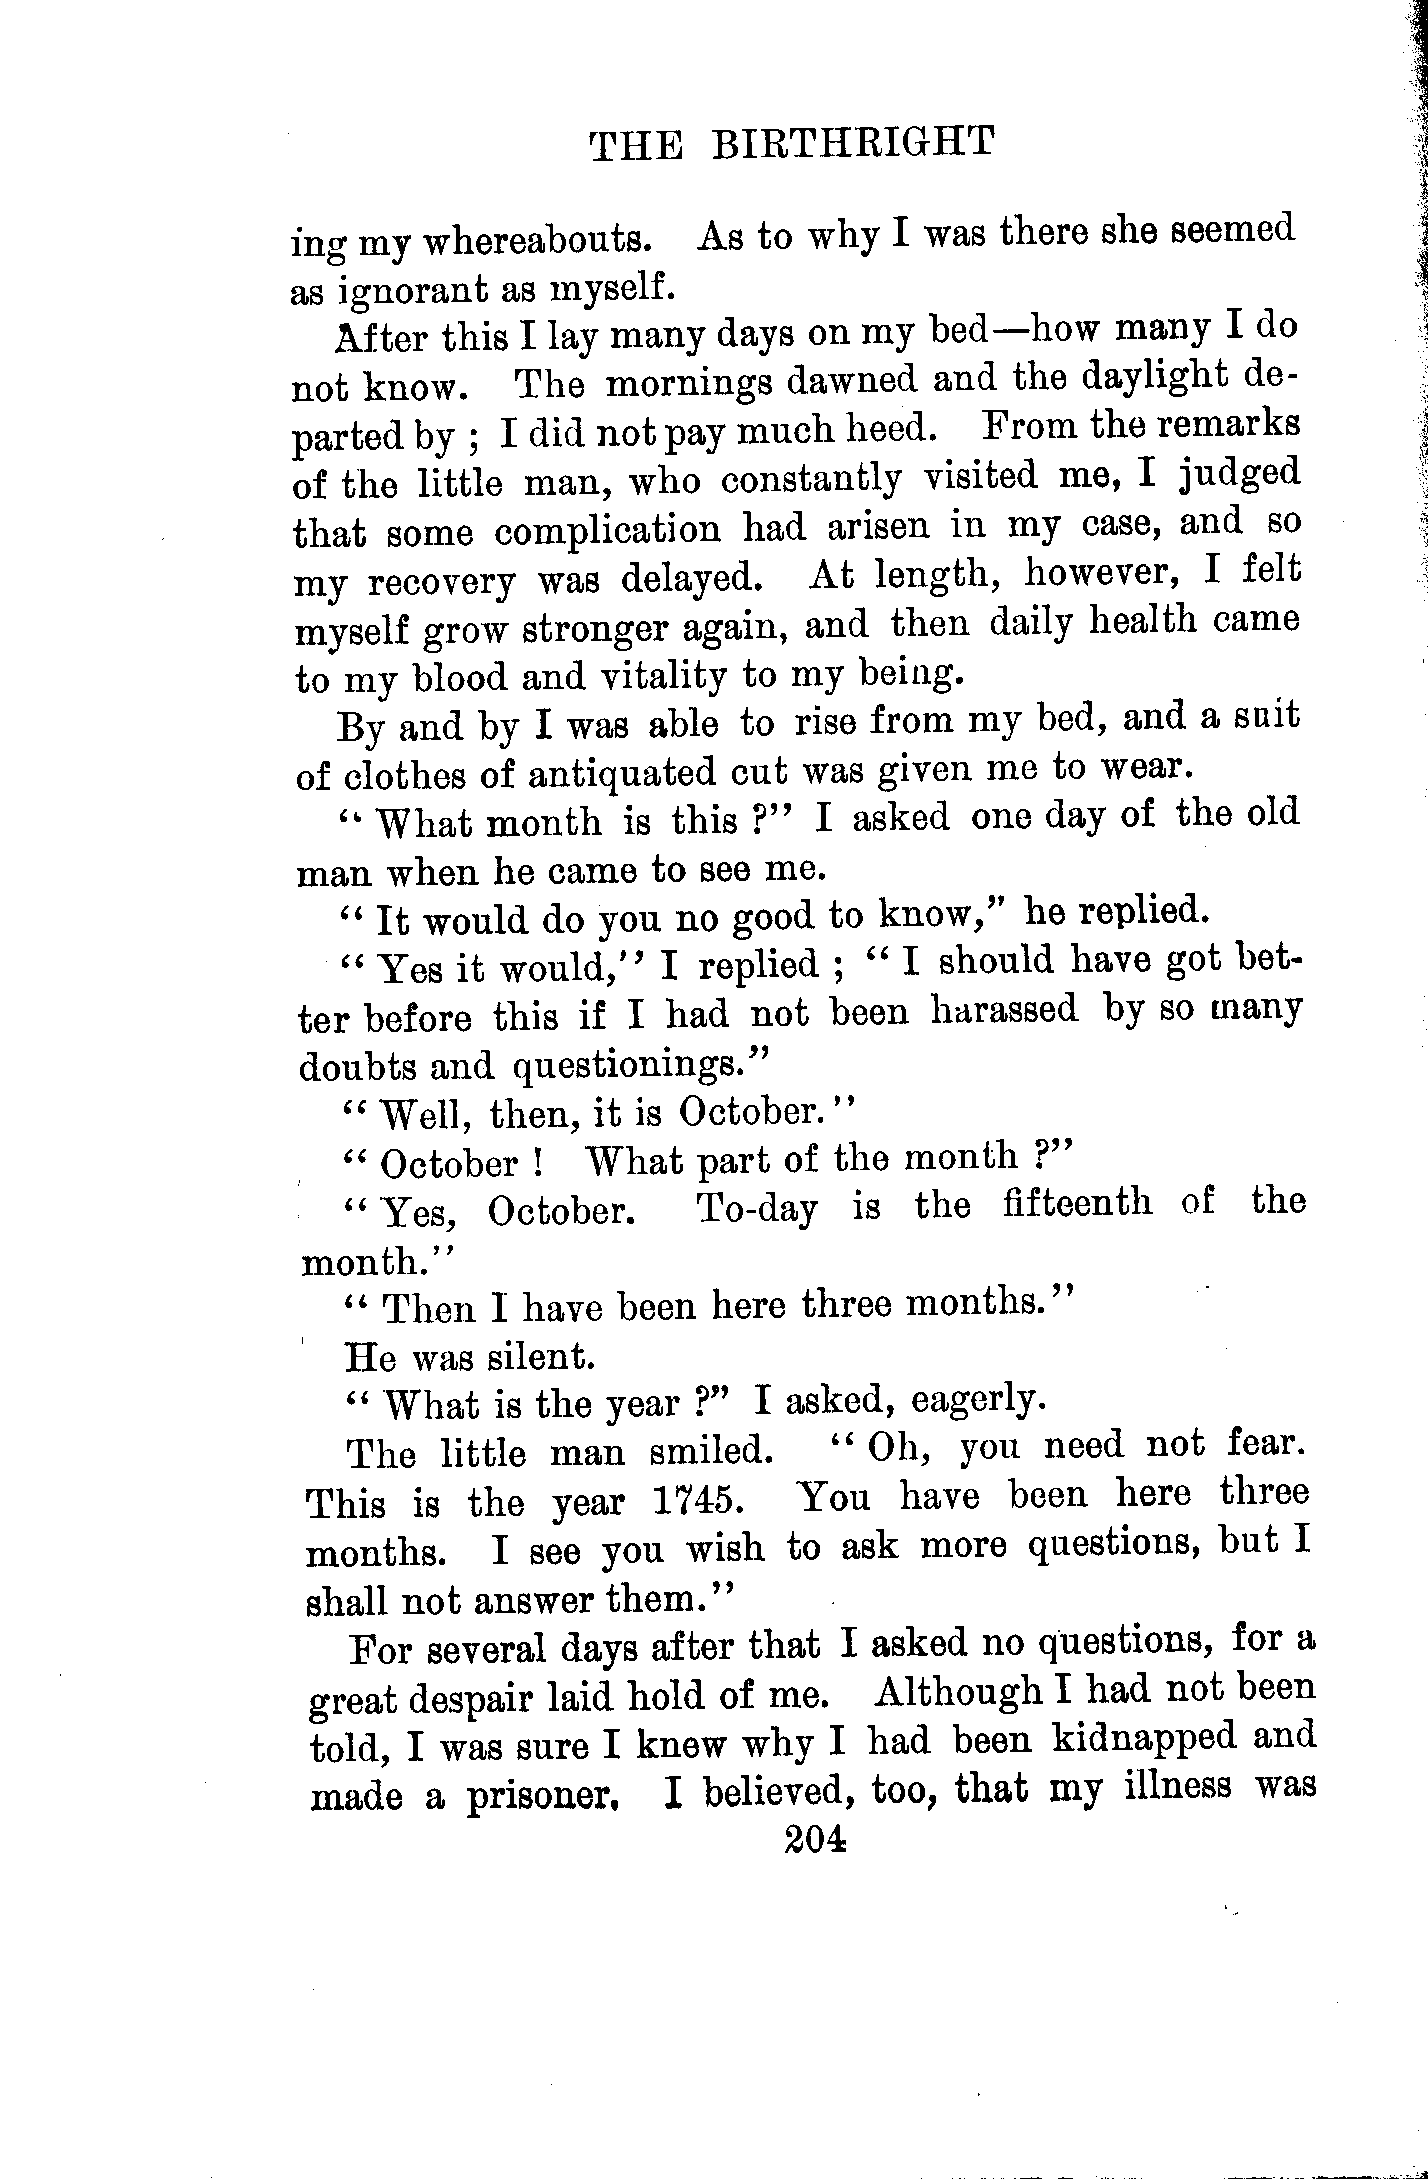 THE BIRTHRIGHT
ing my whereabouts. As to why I was there she seemed
as ignorant as myself.
After this I lay many days on my bed—how many I do
not know. The mornings dawned and the daylight de-
parted by ; I did not pay much heed. From the remarks
of the little man, who constantly visited me, I judged
that some complication had arisen in my case, and so
my recovery was delayed. At length, however, I felt
myself grow stronger again, and then daily health came
to my blood and vitality to my being.
By and by I was able to rise from my bed, and a suit
of clothes of antiquated cut was given me to wear.
“ What month is this ?” I asked one day of the old
man when he came to see me.
“ It would do you no good to know,” he replied.
“ Yes it would,” I replied ; “ I should have got bet-
ter before this if I had not been harassed by so many
doubts and questionings.”
“ Well, then, it is October.”
“ October ! What part of the month ?”
“ Yes, October. To-day is the fifteenth of the
month.”
“ Then I have been here three months.”
He was silent.
“ What is the year ?” I asked, eagerly.
The little man smiled. “ Oh, you need not fear.
This is the year 1745. You have been here three
months. I see you wish to ask more questions, but I
shall not answer them.”
For several days after that I asked no questions, for a
great despair laid hold of me. Although I had not been
told, I was sure I knew why I had been kidnapped and
made a prisoner. I believed, too, that my illness was
204